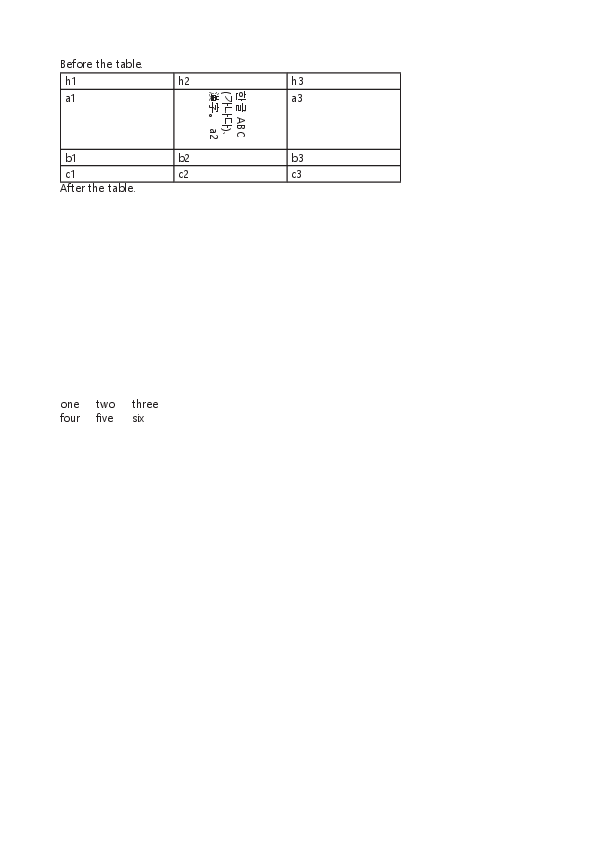 Before the table.
h1 h2 h3
a1
한글 ABC
(가나다).
漢字。 a2
a3
b1 b2 b3
c1 c2 c3
After the table.
one two three
four five six